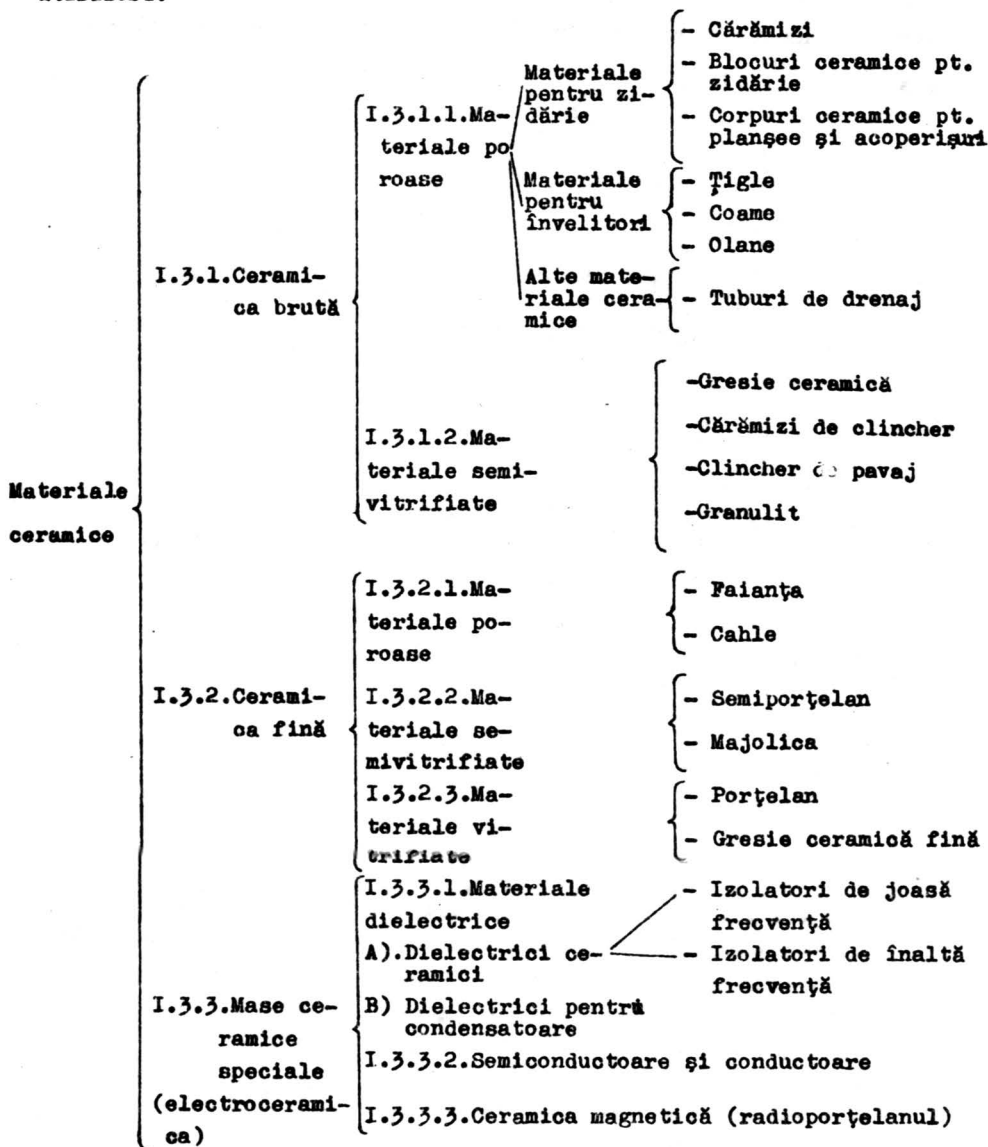 - Cărămizi
- Blocuri ceramice pt.
zidărie
- Corpuri ceramice pt.
planşee şi acoperişuri
Materiale
pentru zi-
dărie
I.3.1.1.Ma-
teriale po
roase
Materiale
pentru
învelitori
- Ţigle
- Coame
- Olane
Alte mate-
riale cera-
mice
- Tuburi de drenaj
I.3.1.Cerami-
ca brută
I.3.1.2.Ma-
teriale semi-
vitrifiate
-Gresie ceramică
-Cărămizi de clincher
-Clincher de pavaj
-Granulit
Materiale
ceramice
I.3.2.1.Ma-
teriale po-
roase
- Faianţa
- Cahle
I.3.2.Cerami-
ca fină
I.3.2.2.Ma-
teriale se-
mivitrifiate
- Semiporţelan
- Majolica
I.3.2.3.Ma-
teriale vi-
trifiate
- Porţelan
- Gresie ceramică fină
I.3.3.Mase ce-
ramice
speciale
(electrocerami-
ca)
I.3.3.1.Materiale
dielectrice
A).Dielectrici ce-
ramici
- Izolatori de joasă
frecvenţă
- Izolatori de înaltă
frecvenţă
B) Dielectrici pentru
condensatoare
I.3.3.2.Semiconductoare şi conductoare
I.3.3.3.Ceramica magnetică (radioporţelanul)